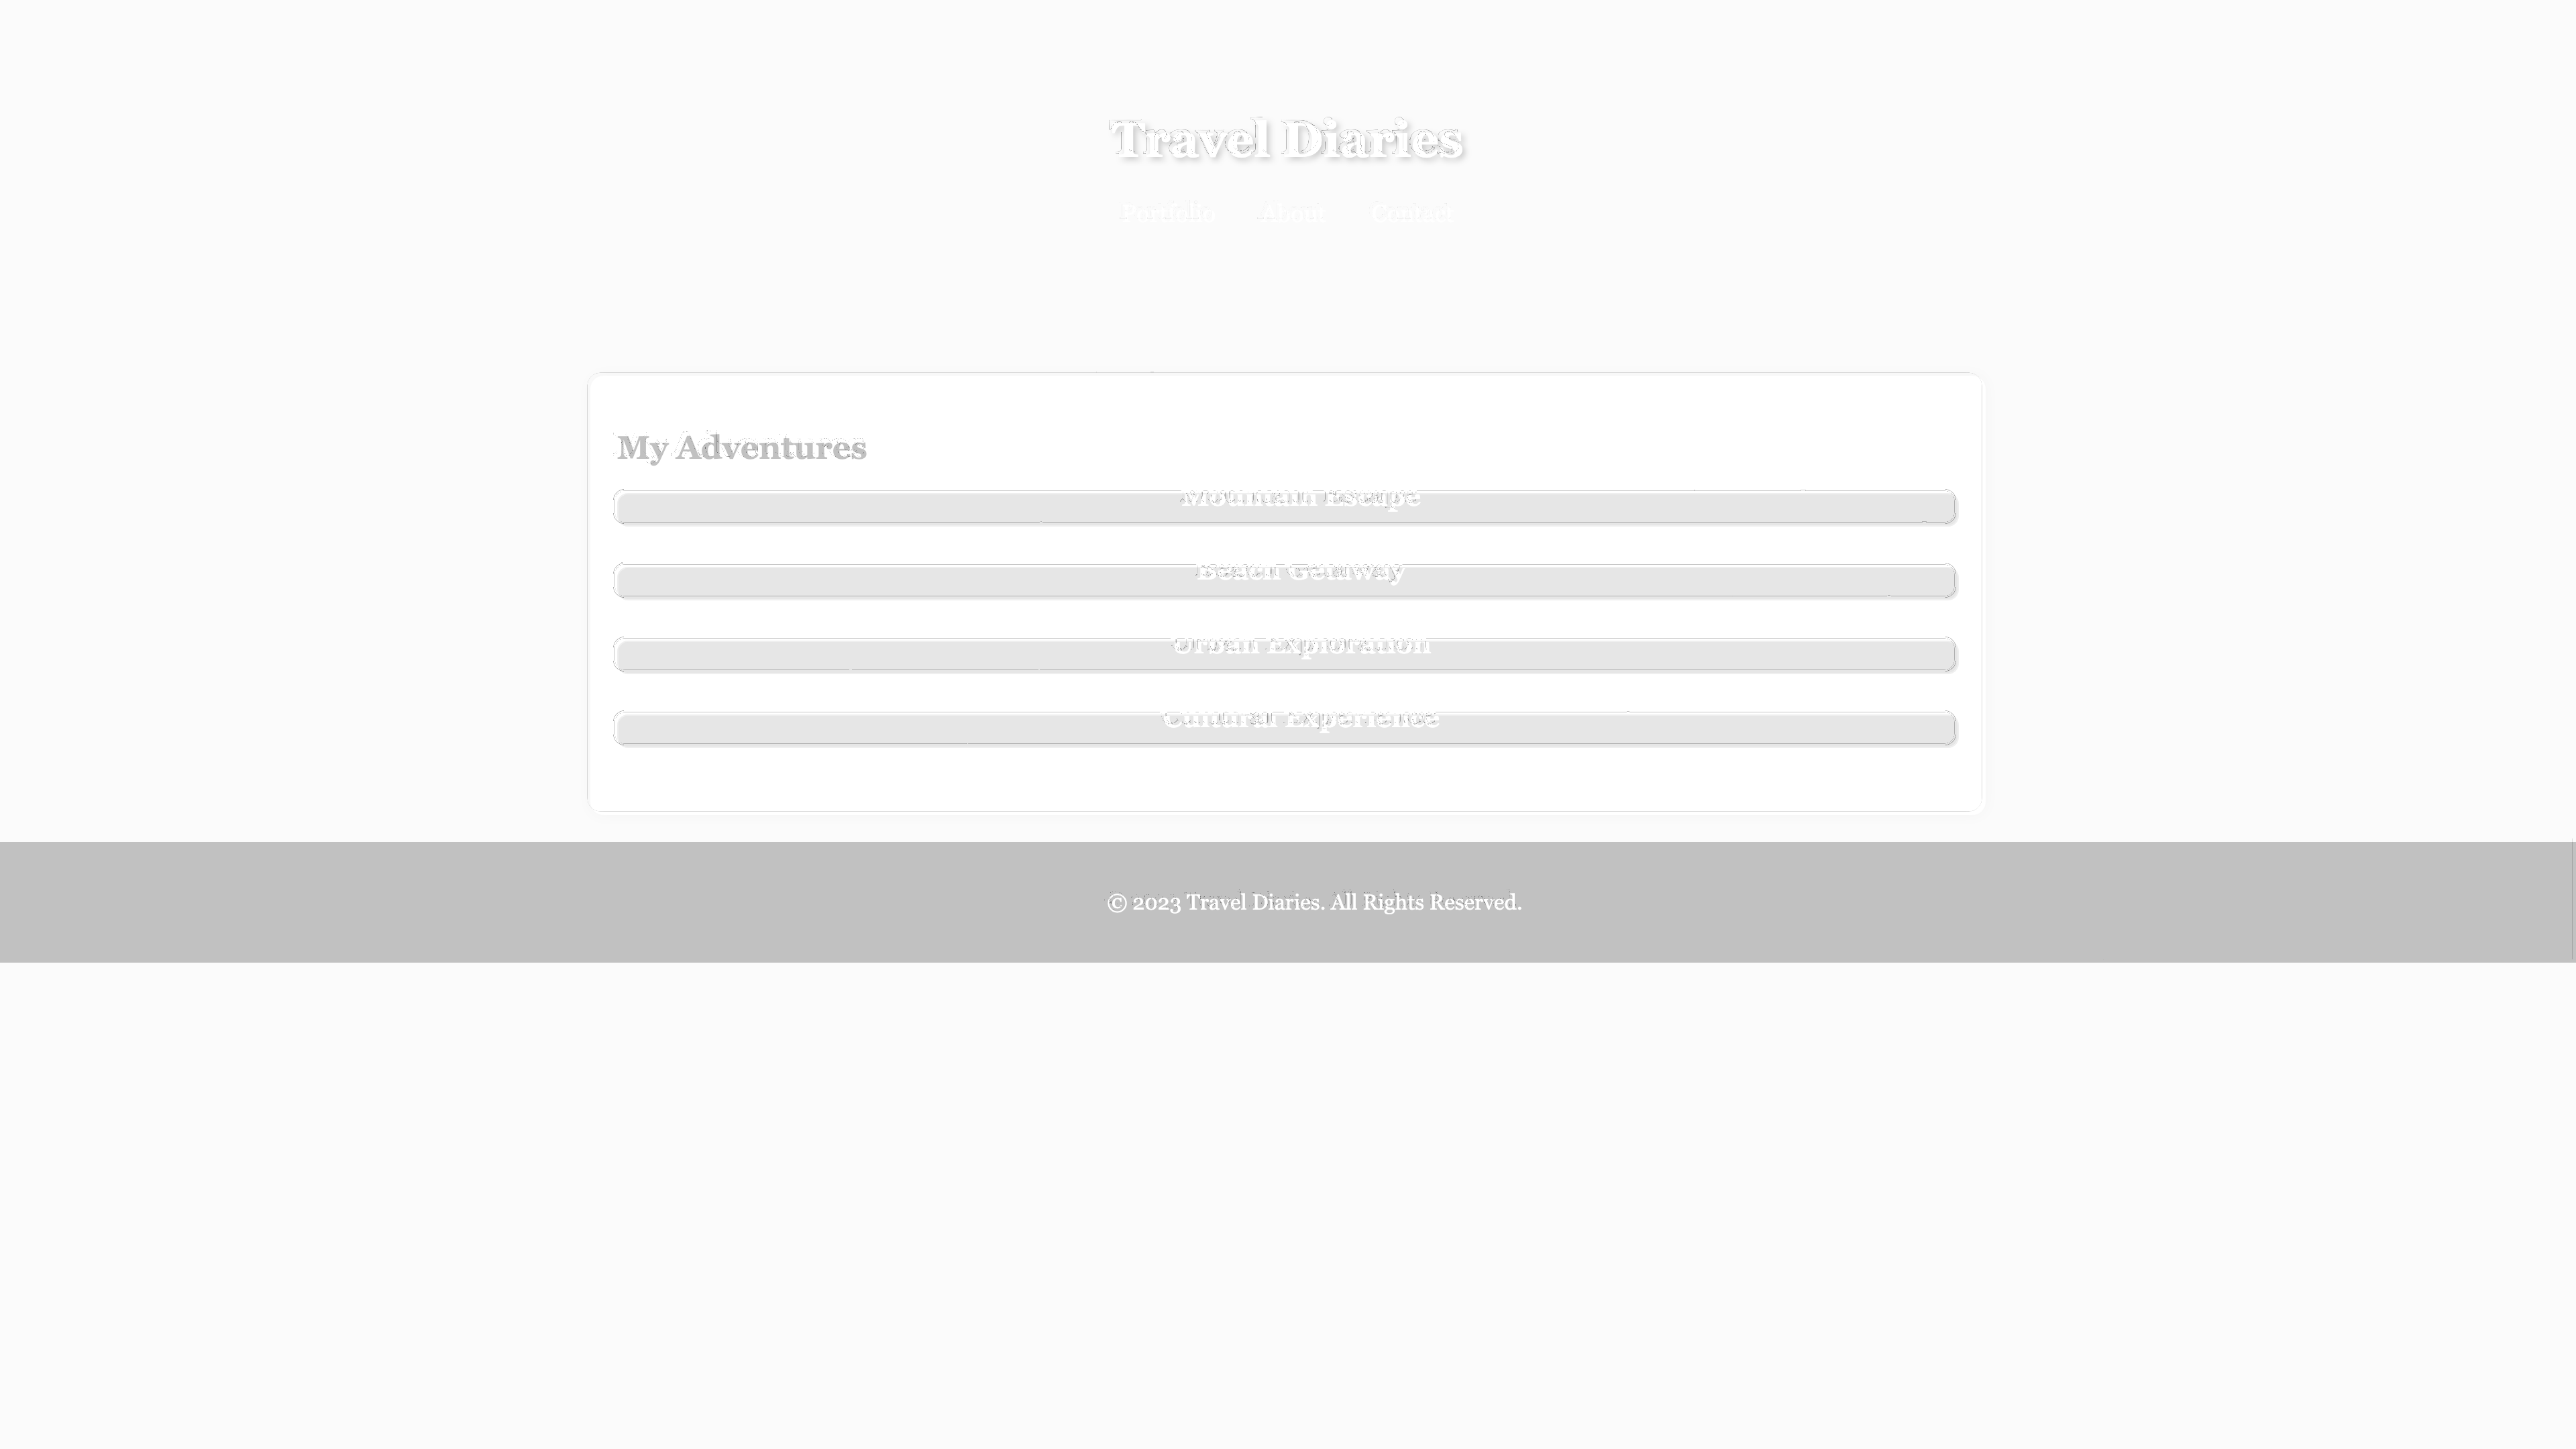 Travel Diaries
Portfolio About Contact
My Adventures
Mountain Escape
Beach Getaway
Urban Exploration
Cultural Experience
© 2023 Travel Diaries. All Rights Reserved.